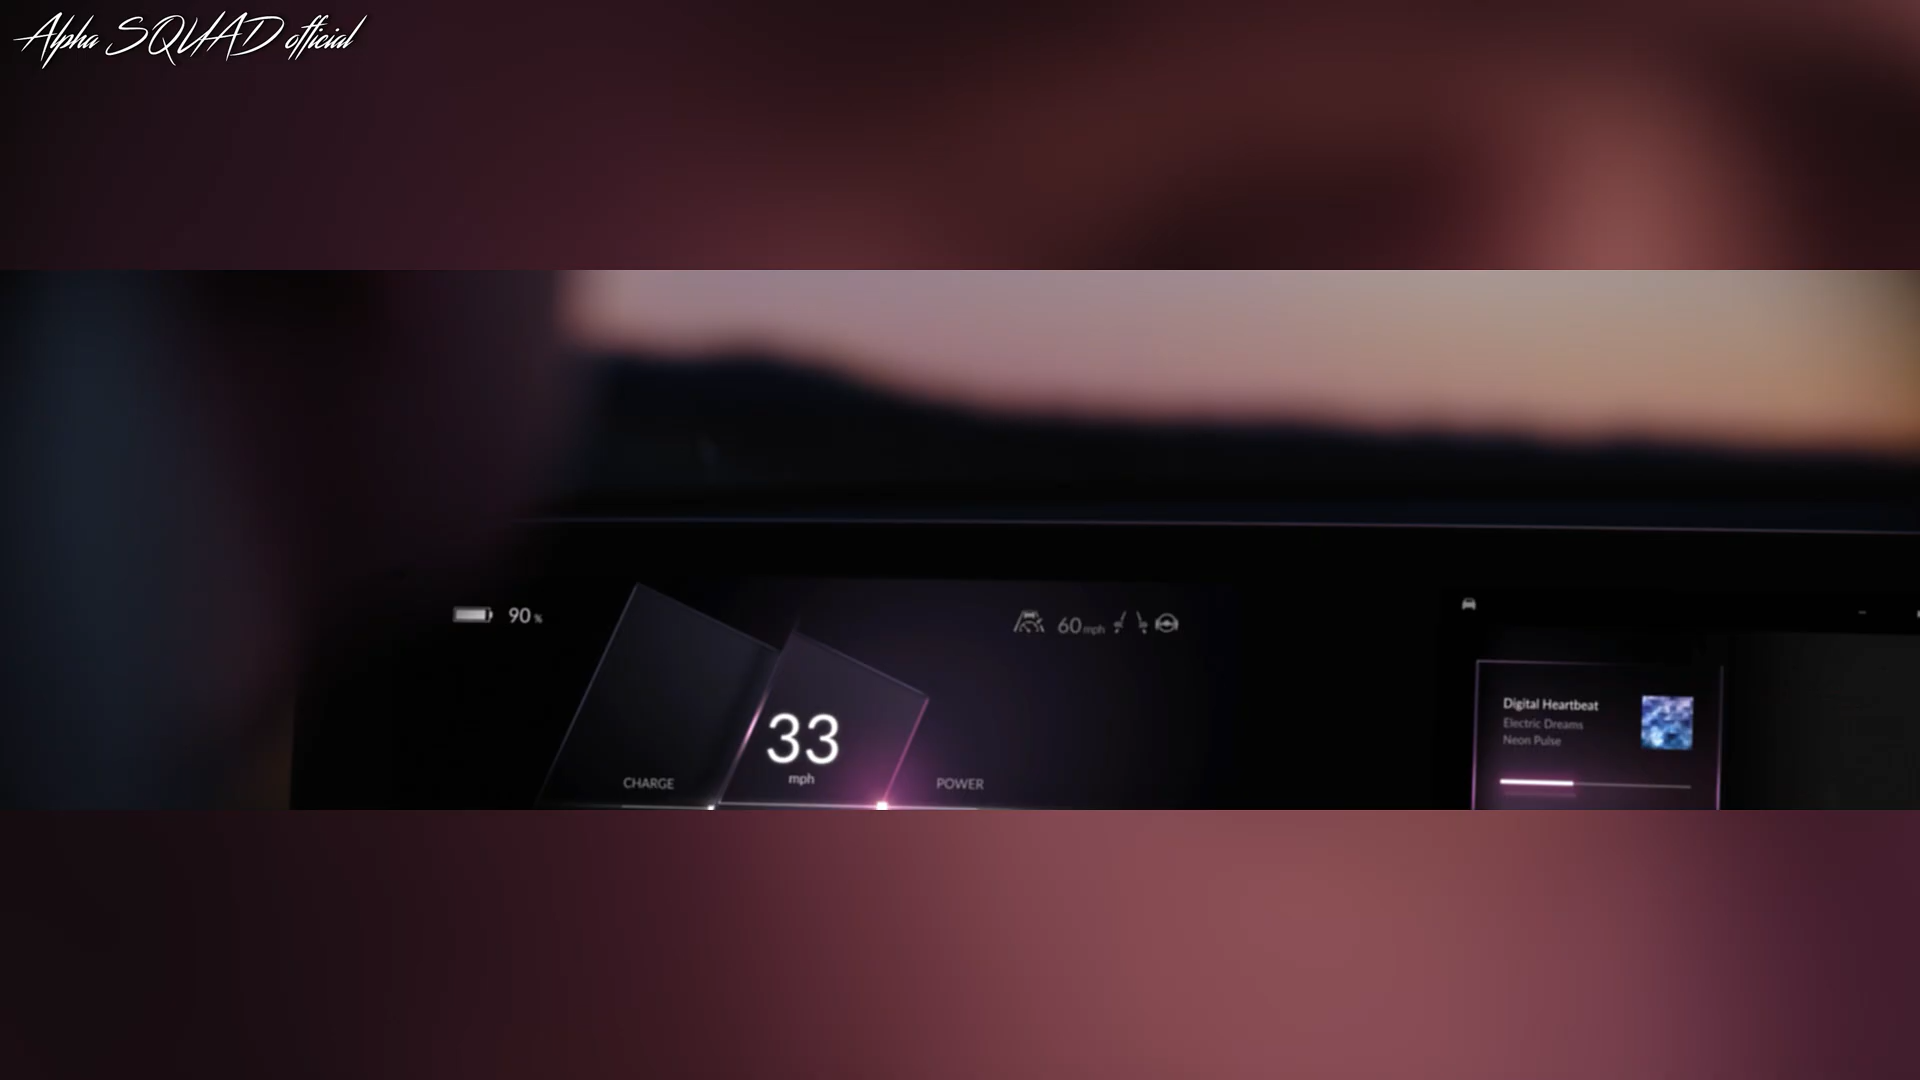 Alpha SQUAD official
90 %
60 mph
33
mph
CHARGE
POWER
Digital Heartbeat
Electric Dreams
Neon Pulse